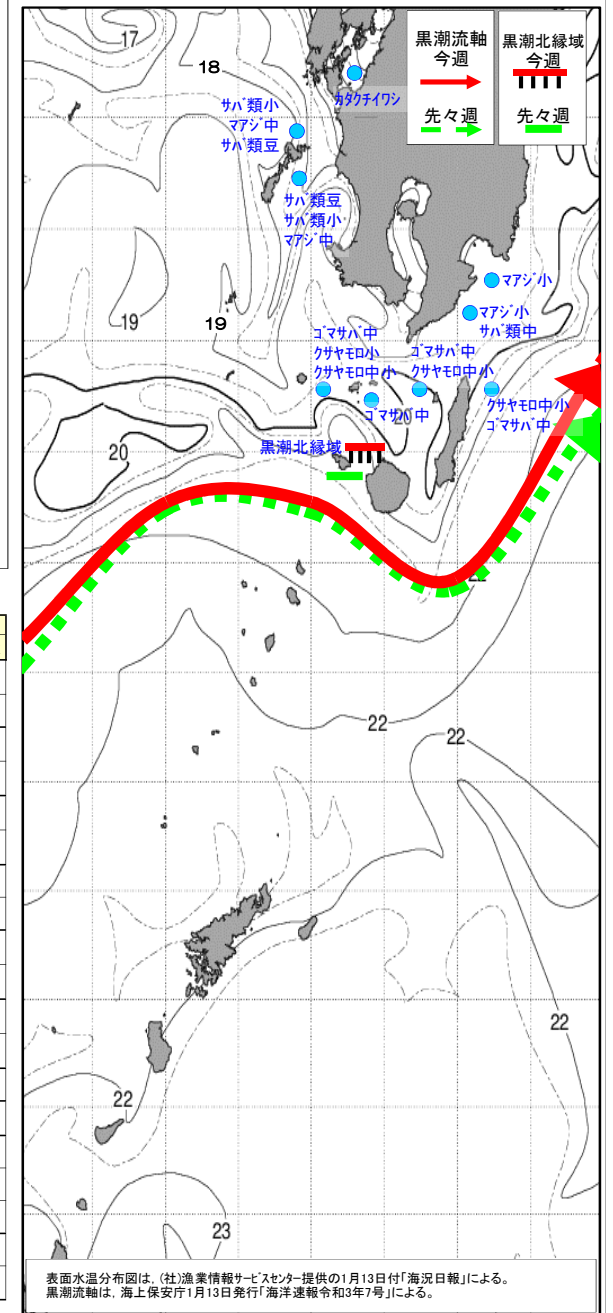 黒潮流軸
今週
先々週
黒潮北縁域
今週
先々週
17
18
カタクチイワシ
サバ類小
マアジ中
サバ類豆
サバ類豆
サバ類小
マアジ中
マアジ小
マアジ小
サバ類中
19
19
ゴマサバ中
クサヤモロ小
クサヤモロ中小
ゴマサバ中
クサヤモロ中小
ゴマサバ中
20
クサヤモロ中小
ゴマサバ中
黒潮北縁域
20
22
22
22
22
22
23
表面水温分布図は,(社)漁業情報サービスセンター提供の1月13日付「海況日報」による。
黒潮流軸は,海上保安庁1月13日発行「海洋速報令和3年7号」による。